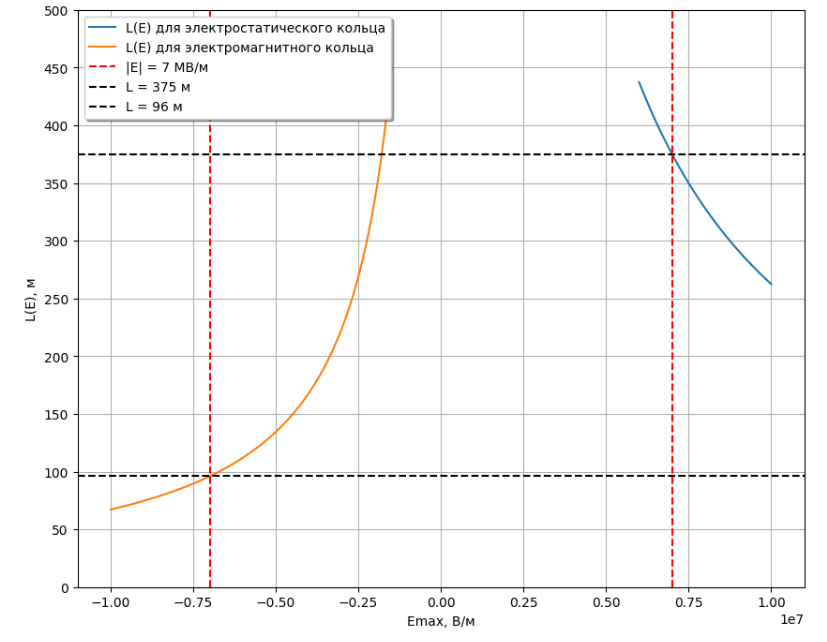 500
450
400
350
300
250
200
150
100
50
0
L(E), м
L(E) для электростатического кольца
L(E) для электромагнитного кольца
|E| = 7 МВ/м
L = 375 м
L = 96 м
−1.00 −0.75 −0.50 −0.25 0.00 0.25 0.50 0.75 1.00
1e7
Emax, В/м